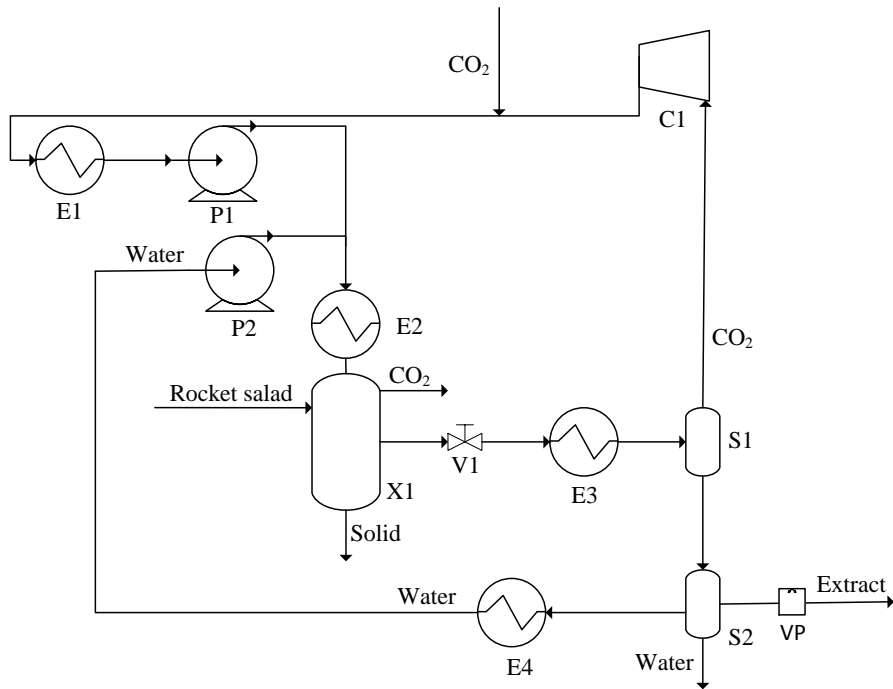 CO₂
C1
E1
P1
Water
P2
E2
CO₂
CO₂
Rocket salad
S1
V1
E3
X1
Solid
Extract
Water
S2
VP
E4
Water